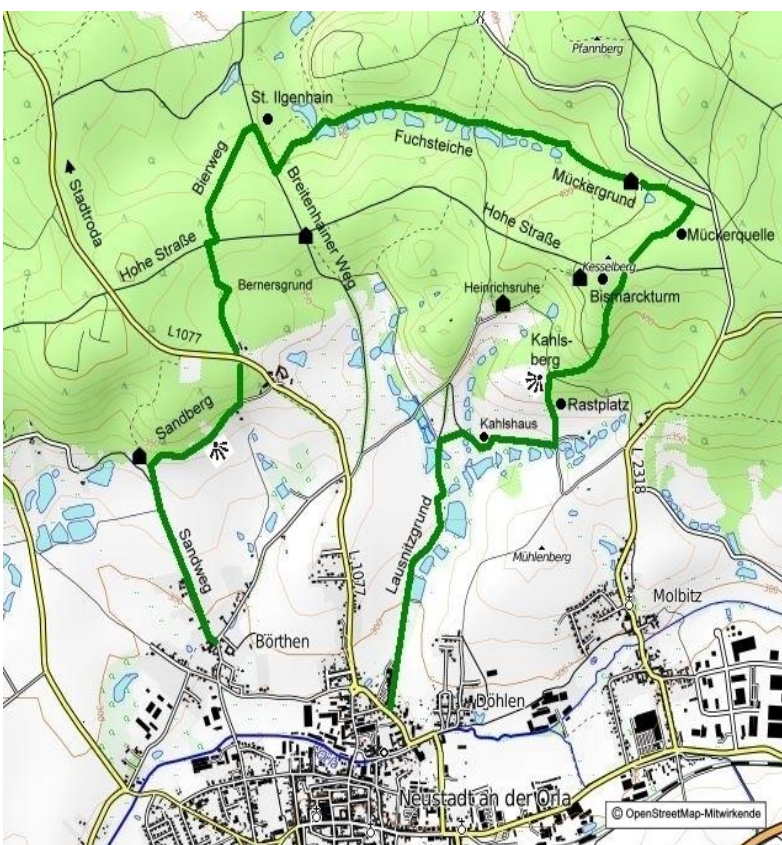 Pfannberg
St. Ilgenhain
Fuchsteiche
Bierweg
Breitenhainer Weg
Mückergrund
Stadtroda
Hohe Straße
Hohe Straße
Mückerquelle
Kesselberg
Bernersgrund
Heinrichsruhe
Bismarckturm
L1077
Kahls-
berg
Sandberg
Rastplatz
Kahlshaus
L 2318
Sandweg
Lausnitzgrund
L1077
Mühlenberg
Molbitz
Börthen
Döhlen
Neustadt an der Orla
© OpenStreetMap-Mitwirkende